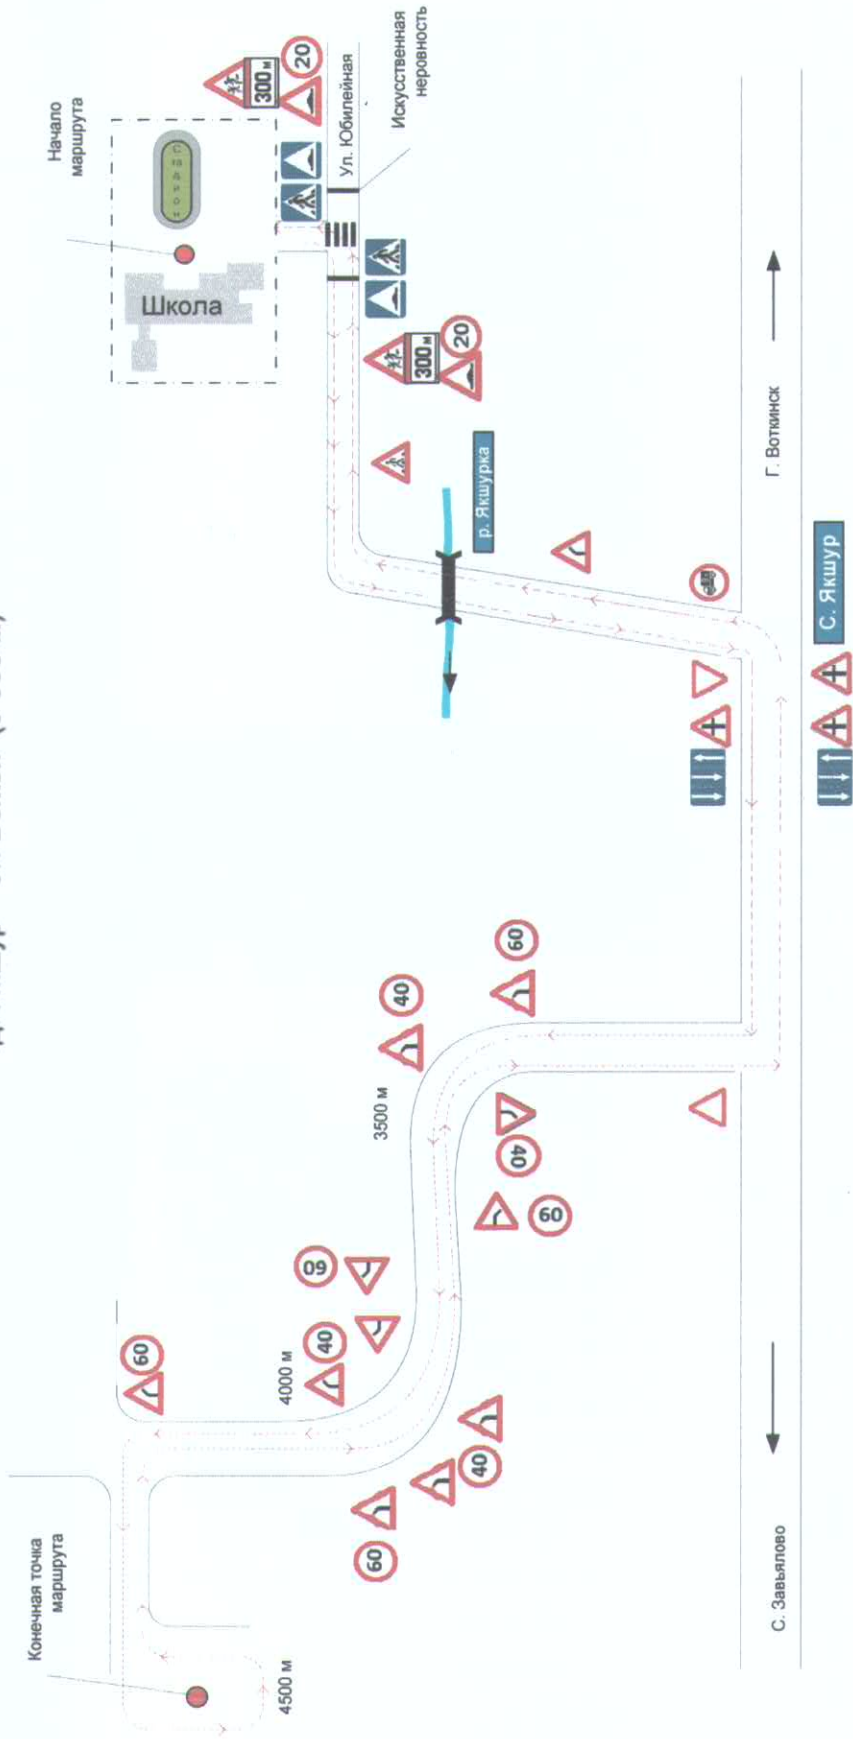 Начало
маршрута
Стадион
Школа
300 м
20
Ул. Юбилейная
Искусственная
неровность
300 м
20
р. Якшурка
Г. Воткинск
С. Якшур
60
40
3500 м
40
60
60
40
4000 м
60
40
60
С. Завьялово
Конечная точка
маршрута
4500 м